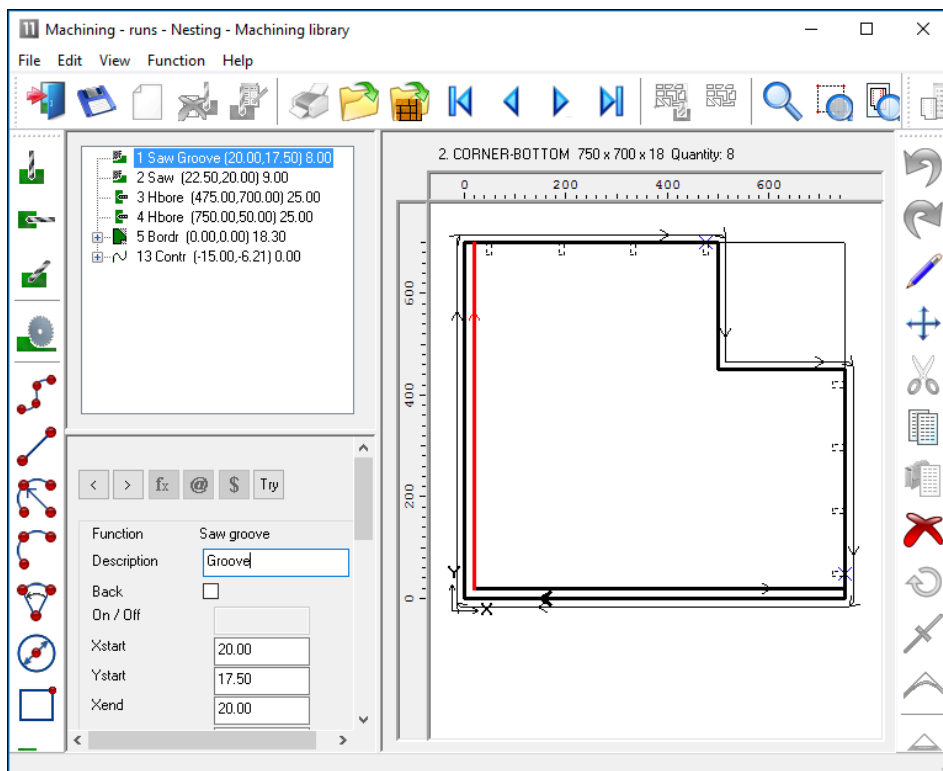 11 Machining - runs - Nesting - Machining library
File Edit View Function Help
1 Saw Groove (20.00,17.50) 8.00
2 Saw (22.50,20.00) 9.00
3 Hbore (475.00,700.00) 25.00
4 Hbore (750.00,50.00) 25.00
5 Bordr (0.00,0.00) 18.30
13 Contr (-15.00,-6.21) 0.00
< > fx @ $ Try
Function Saw groove
Description Groove
Back
On / Off
Xstart 20.00
Ystart 17.50
Xend 20.00
2. CORNER-BOTTOM 750 x 700 x 18 Quantity: 8
0 200 400 600
600
400
200
0
Y
X